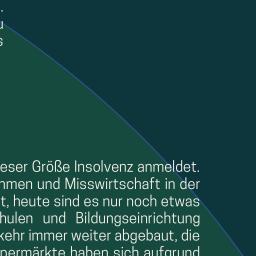 .
u
s
eser Größe Insolvenz anmeldet.
hmen und Misswirtschaft in der
t, heute sind es nur noch etwas
hulen und Bildungseinrichtung
kehr immer weiter abgebaut, die
permärkte haben sich aufgrund